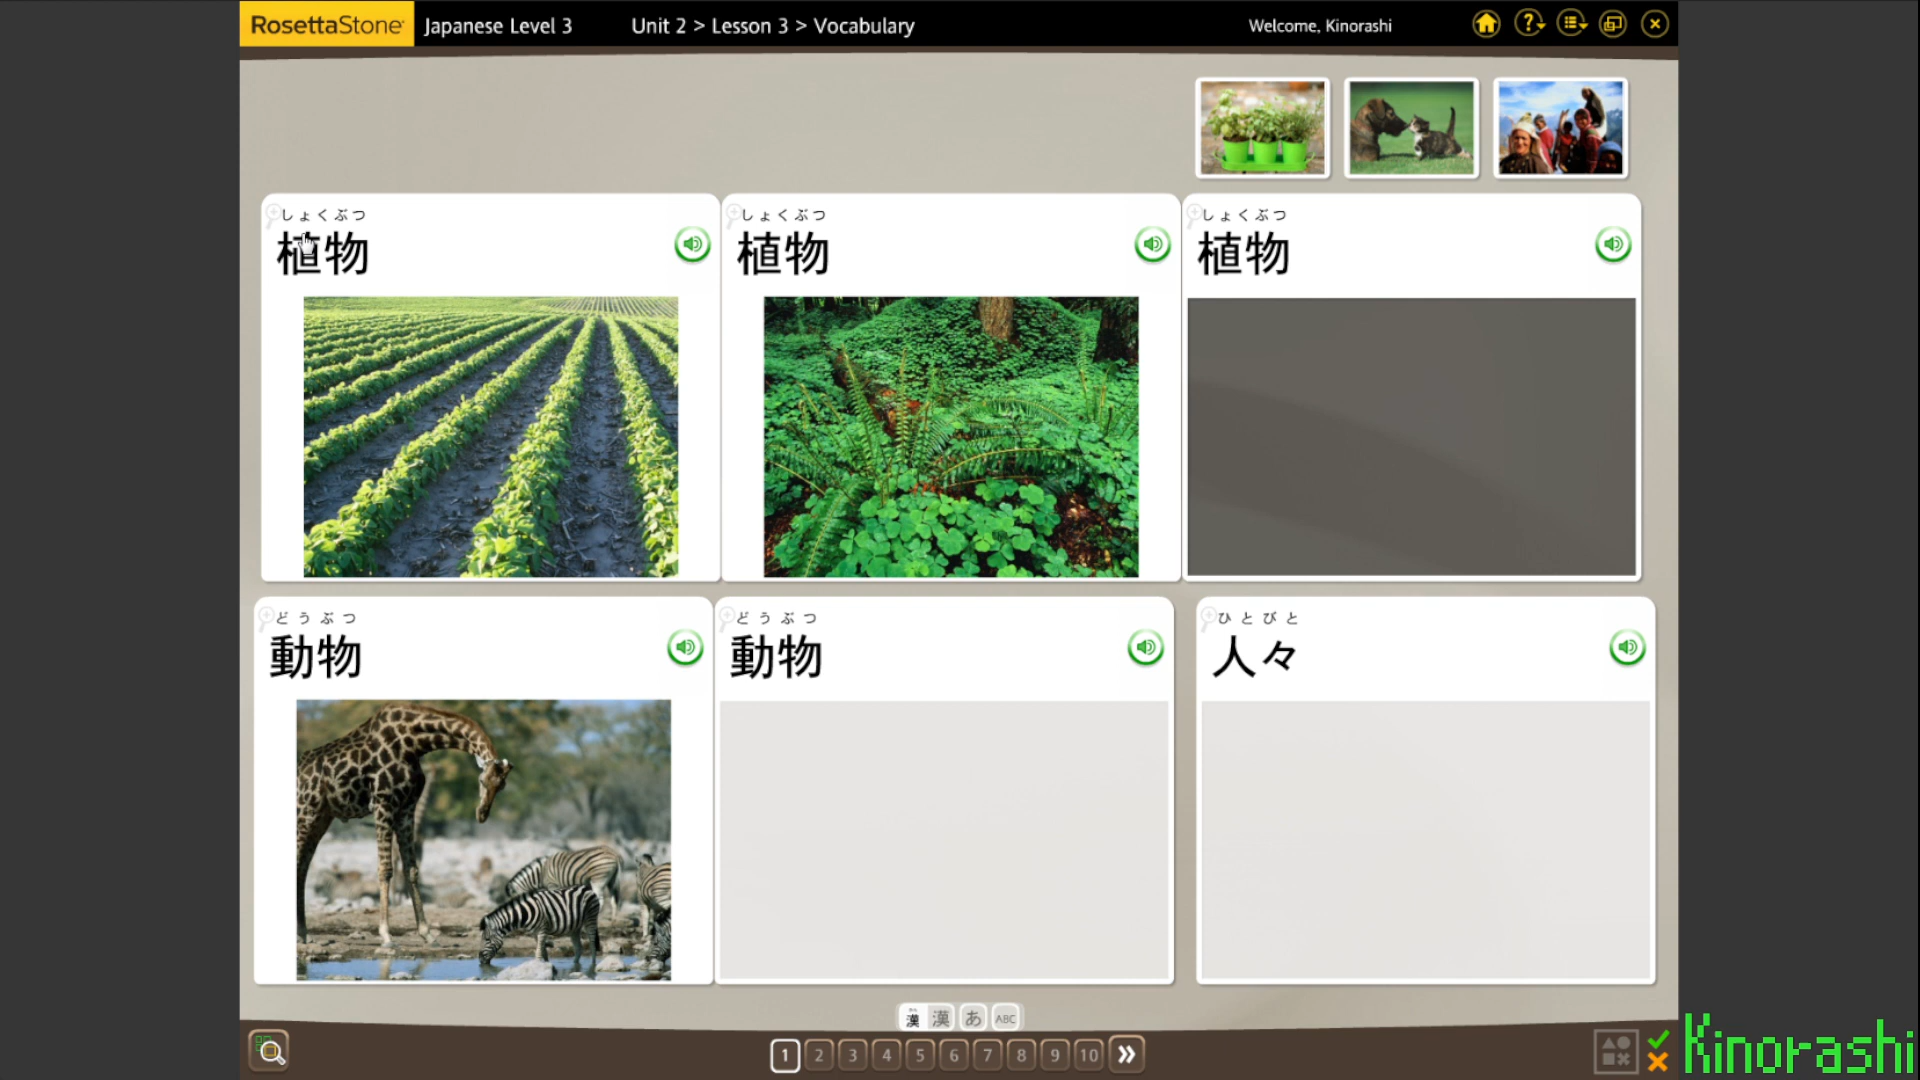 RosettaStone Japanese Level 3 Unit 2 > Lesson 3 > Vocabulary Welcome, Kinorashi
しょくぶつ しょくぶつ しょくぶつ
植物 植物 植物
どうぶつ どうぶつ ひとびと
動物 動物 人々
漢 漢 あ ABC
1 2 3 4 5 6 7 8 9 10 »
Kinorashi